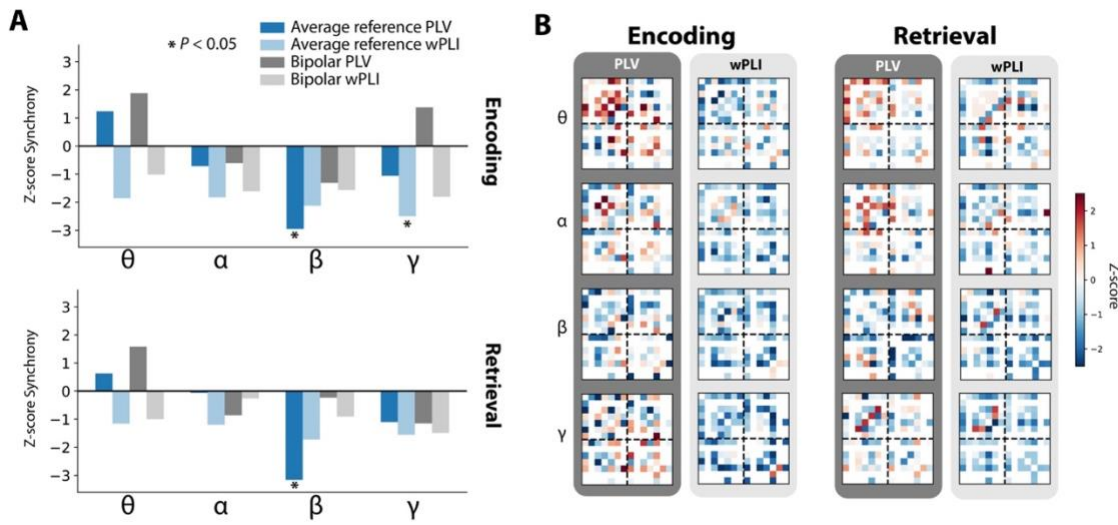 A
Average reference PLV
* P < 0.05
Average reference wPLI
Bipolar PLV
Bipolar wPLI
3
2
1
0
−1
−2
−3
Z-score Synchrony
Encoding
*
*
θ
α
β
γ
3
2
1
0
−1
−2
−3
Z-score Synchrony
Retrieval
*
θ
α
β
γ
B
Encoding
Retrieval
PLV
wPLI
PLV
wPLI
θ
α
β
γ
2
1
0
−1
−2
Z-score